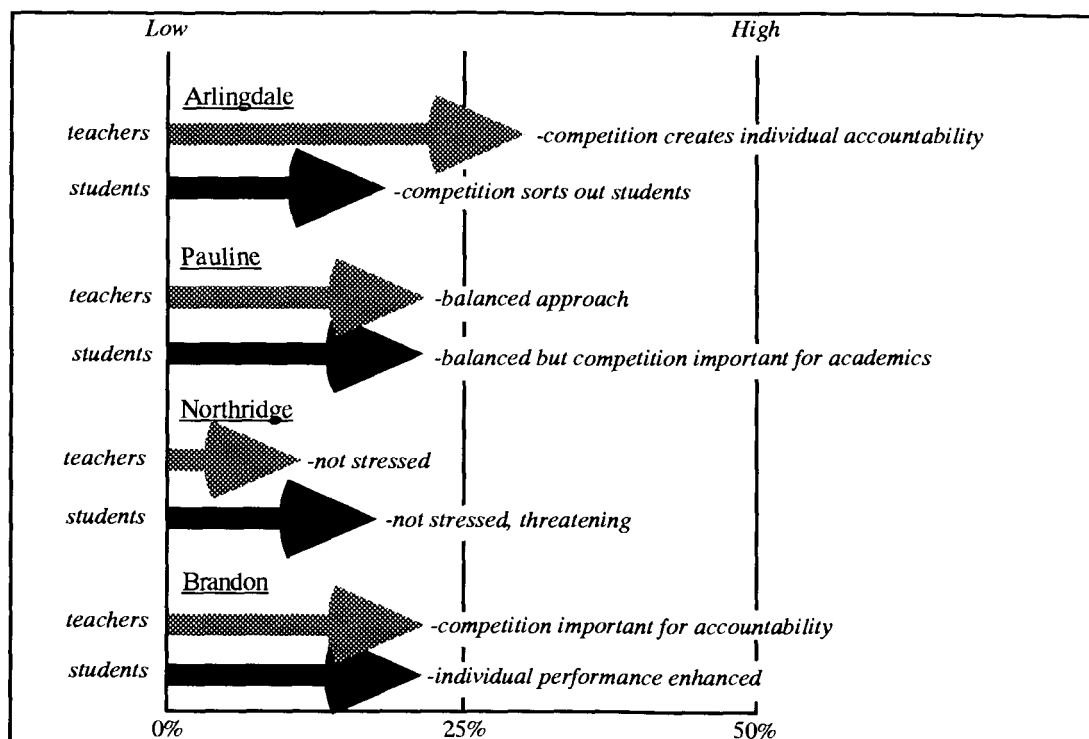 Low High
Arlingdale
teachers -competition creates individual accountability
students -competition sorts out students
Pauline
teachers -balanced approach
students -balanced but competition important for academics
Northridge
teachers -not stressed
students -not stressed, threatening
Brandon
teachers -competition important for accountability
students -individual performance enhanced
0% 25% 50%